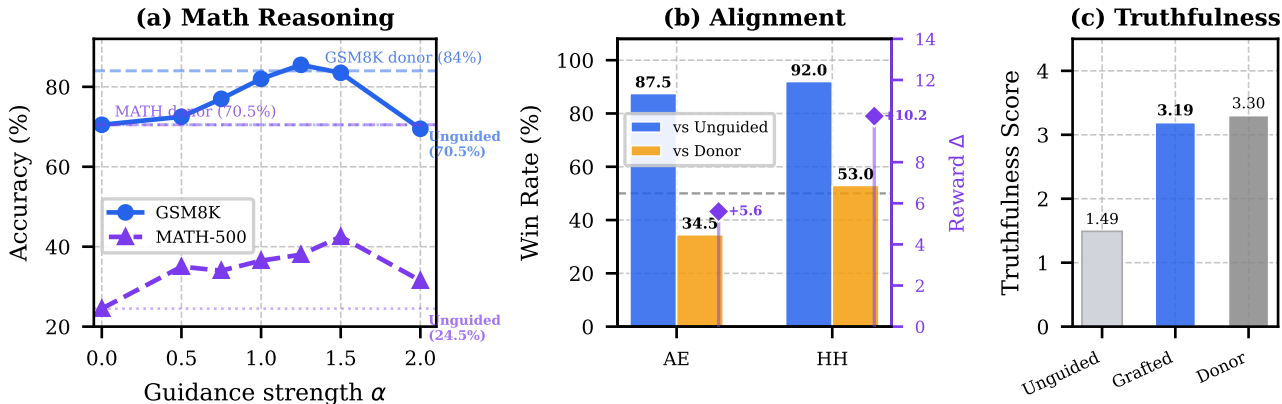 (a) Math Reasoning
Accuracy (%)
80
60
40
20
GSM8K donor (84%)
MATH donor (70.5%)
Unguided
(70.5%)
GSM8K
MATH-500
Unguided
(24.5%)
0.0 0.5 1.0 1.5 2.0
Guidance strength α
(b) Alignment
Win Rate (%)
100
80
60
40
20
0
87.5
92.0
vs Unguided
vs Donor
34.5
53.0
+5.6
+10.2
AE HH
14
12
8
6
4
2
0
Reward Δ
(c) Truthfulness
Truthfulness Score
4
3
2
1
0
1.49
3.19
3.30
Unguided
Grafted
Donor